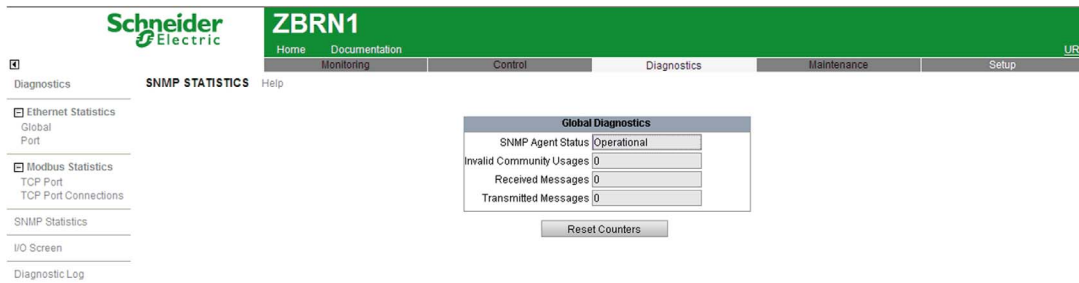 Schneider Electric
ZBRN1
Home Documentation
UR
Monitoring Control Diagnostics Maintenance Setup
Diagnostics
SNMP STATISTICS Help
Ethernet Statistics
Global
Port
Modbus Statistics
TCP Port
TCP Port Connections
SNMP Statistics
I/O Screen
Diagnostic Log
Global Diagnostics
SNMP Agent Status Operational
Invalid Community Usages 0
Received Messages 0
Transmitted Messages 0
Reset Counters